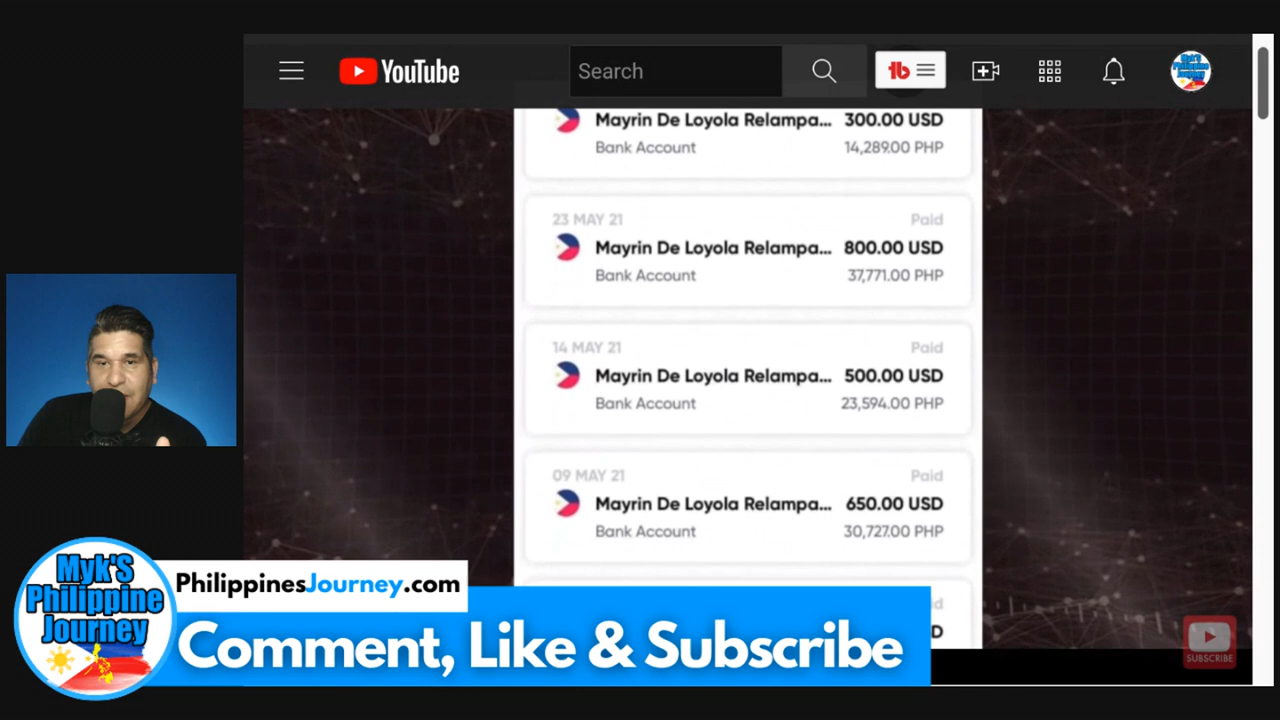 YouTube
Search
Mayrin De Loyola Relampa... 300.00 USD
Bank Account 14,289.00 PHP
23 MAY 21 Paid
Mayrin De Loyola Relampa... 800.00 USD
Bank Account 37,771.00 PHP
14 MAY 21 Paid
Mayrin De Loyola Relampa... 500.00 USD
Bank Account 23,594.00 PHP
09 MAY 21 Paid
Mayrin De Loyola Relampa... 650.00 USD
Bank Account 30,727.00 PHP
SUBSCRIBE
Myk'S
Philippine
Journey
PhilippinesJourney.com
Comment, Like & Subscribe